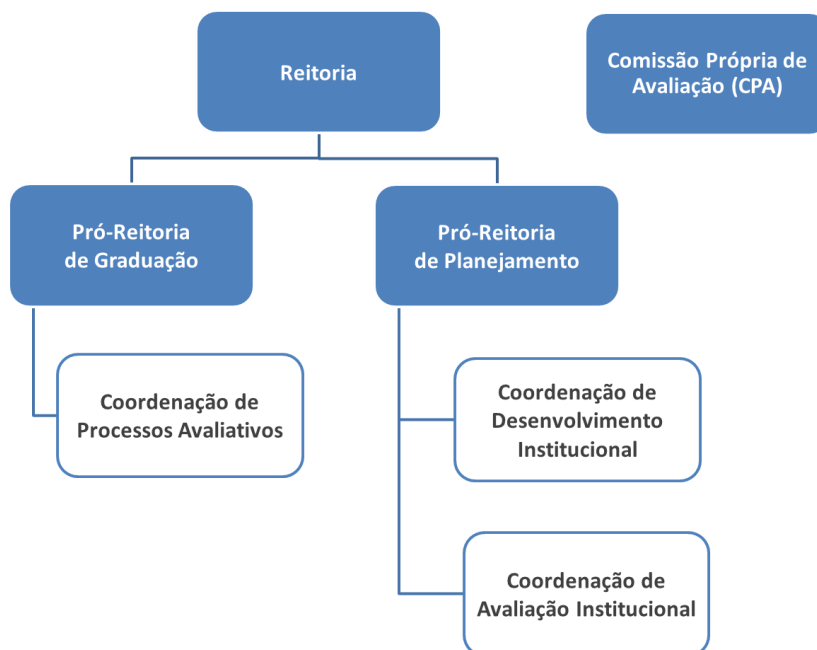 Reitoria
Comissão Própria de
Avaliação (CPA)
Pró-Reitoria
de Graduação
Pró-Reitoria
de Planejamento
Coordenação de
Processos Avaliativos
Coordenação de
Desenvolvimento
Institucional
Coordenação de
Avaliação Institucional